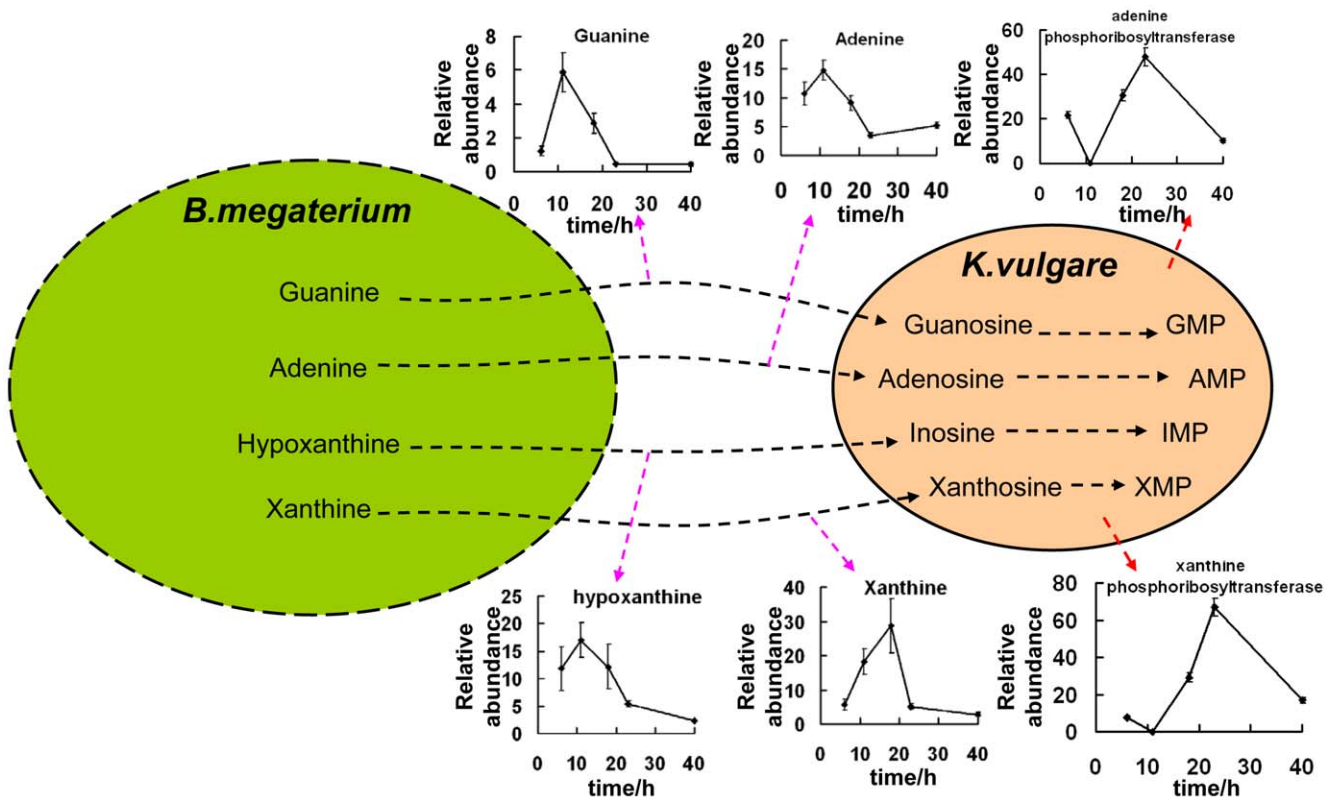 Guanine
Relative
abundance
8
6
4
2
0
0 10 20 30 40
time/h
Adenine
Relative
abundance
20
15
10
5
0
0 10 20 30 40
time/h
adenine
phosphoribosyltransferase
Relative
abundance
60
40
20
0
0 10 20 30 40
time/h
B.megaterium
Guanine
Adenine
Hypoxanthine
Xanthine
K.vulgare
Guanosine GMP
Adenosine AMP
Inosine IMP
Xanthosine XMP
hypoxanthine
Relative
abundance
25
20
15
10
5
0
0 10 20 30 40
time/h
Xanthine
Relative
abundance
40
30
20
10
0
0 10 20 30 40
time/h
xanthine
phosphoribosyltransferase
Relative
abundance
80
60
40
20
0
0 10 20 30 40
time/h